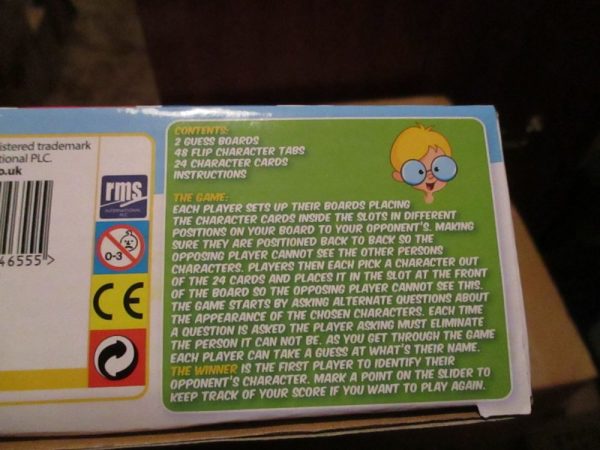 istered trademark
tional PLC.
o.uk
46555
rms
INTERNATIONAL
PLC
0-3
CE
CONTENTS:
2 GUESS BOARDS
48 FLIP CHARACTER TABS
24 CHARACTER CARDS
INSTRUCTIONS
THE GAME:
EACH PLAYER SETS UP THEIR BOARDS PLACING
THE CHARACTER CARDS INSIDE THE SLOTS IN DIFFERENT
POSITIONS ON YOUR BOARD TO YOUR OPPONENT'S. MAKING
SURE THEY ARE POSITIONED BACK TO BACK SO THE
OPPOSING PLAYER CANNOT SEE THE OTHER PERSONS
CHARACTERS. PLAYERS THEN EACH PICK A CHARACTER OUT
OF THE 24 CARDS AND PLACES IT IN THE SLOT AT THE FRONT
OF THE BOARD SO THE OPPOSING PLAYER CANNOT SEE THIS.
THE GAME STARTS BY ASKING ALTERNATE QUESTIONS ABOUT
THE APPEARANCE OF THE CHOSEN CHARACTERS. EACH TIME
A QUESTION IS ASKED THE PLAYER ASKING MUST ELIMINATE
THE PERSON IT CAN NOT BE. AS YOU GET THROUGH THE GAME
EACH PLAYER CAN TAKE A GUESS AT WHAT'S THEIR NAME.
THE WINNER IS THE FIRST PLAYER TO IDENTIFY THEIR
OPPONENT'S CHARACTER. MARK A POINT ON THE SLIDER TO
KEEP TRACK OF YOUR SCORE IF YOU WANT TO PLAY AGAIN.